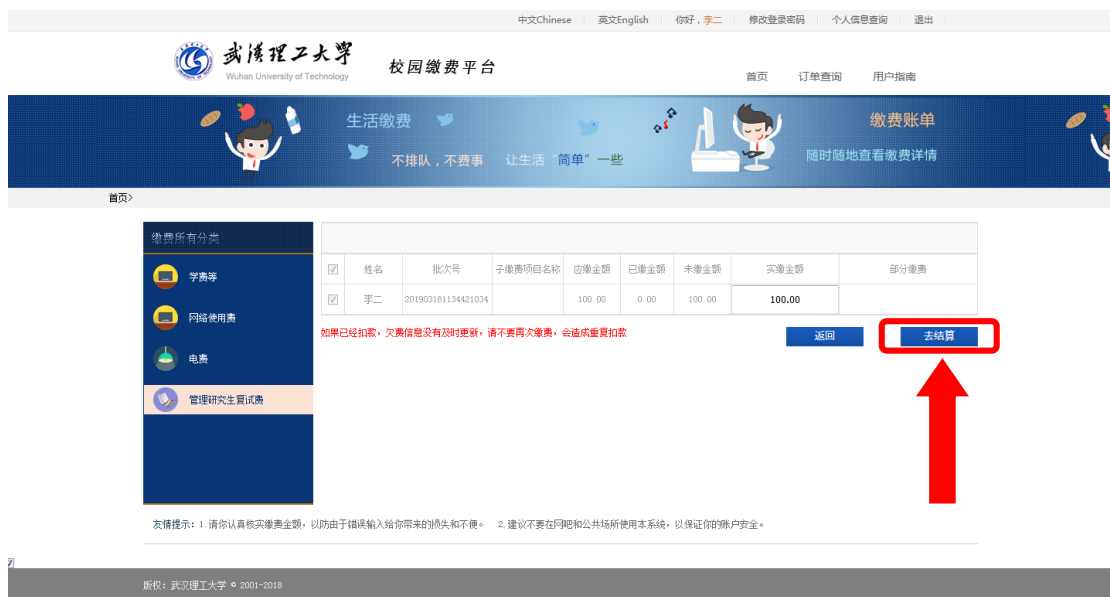 中文Chinese 英文English 你好，李二 修改登录密码 个人信息查询 退出
武汉理工大学
Wuhan University of Technology
校园缴费平台
首页 订单查询 用户指南
生活缴费
不排队，不费事 让生活“简单”一些
缴费账单
随时随地查看缴费详情
首页>
缴费所有分类
学费等
网络使用费
电费
管理研究生复试费
姓名 批次号 子缴费项目名称 应缴金额 已缴金额 未缴金额 实缴金额 部分缴费
李二 201903181134421034 100.00 0.00 100.00 100.00
如果已经扣款，欠费信息没有及时更新，请不要再次缴费，会造成重复扣款
返回 去结算
友情提示：1.请你认真核实缴费金额，以防由于错误输入给你带来的损失和不便。 2.建议不要在网吧和公共场所使用本系统，以保证你的账户安全。
版权：武汉理工大学 © 2001-2018